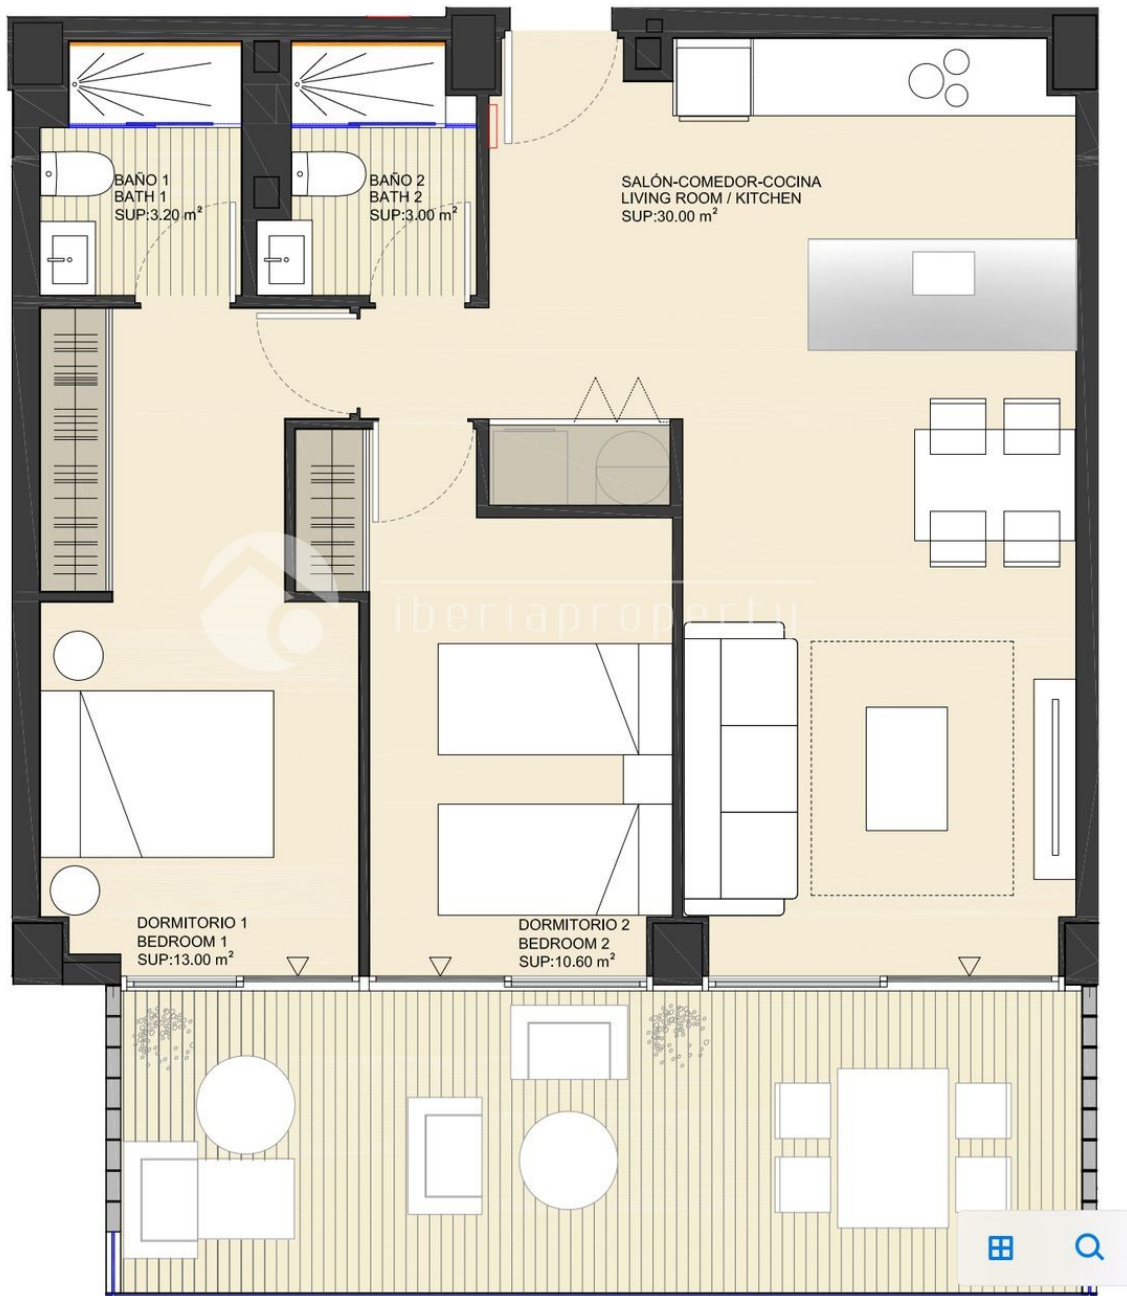 BAÑO 1
BATH 1
SUP:3.20 m²
BAÑO 2
BATH 2
SUP:3.00 m²
SALÓN-COMEDOR-COCINA
LIVING ROOM / KITCHEN
SUP:30.00 m²
iberiaproperty
DORMITORIO 1
BEDROOM 1
SUP:13.00 m²
DORMITORIO 2
BEDROOM 2
SUP:10.60 m²